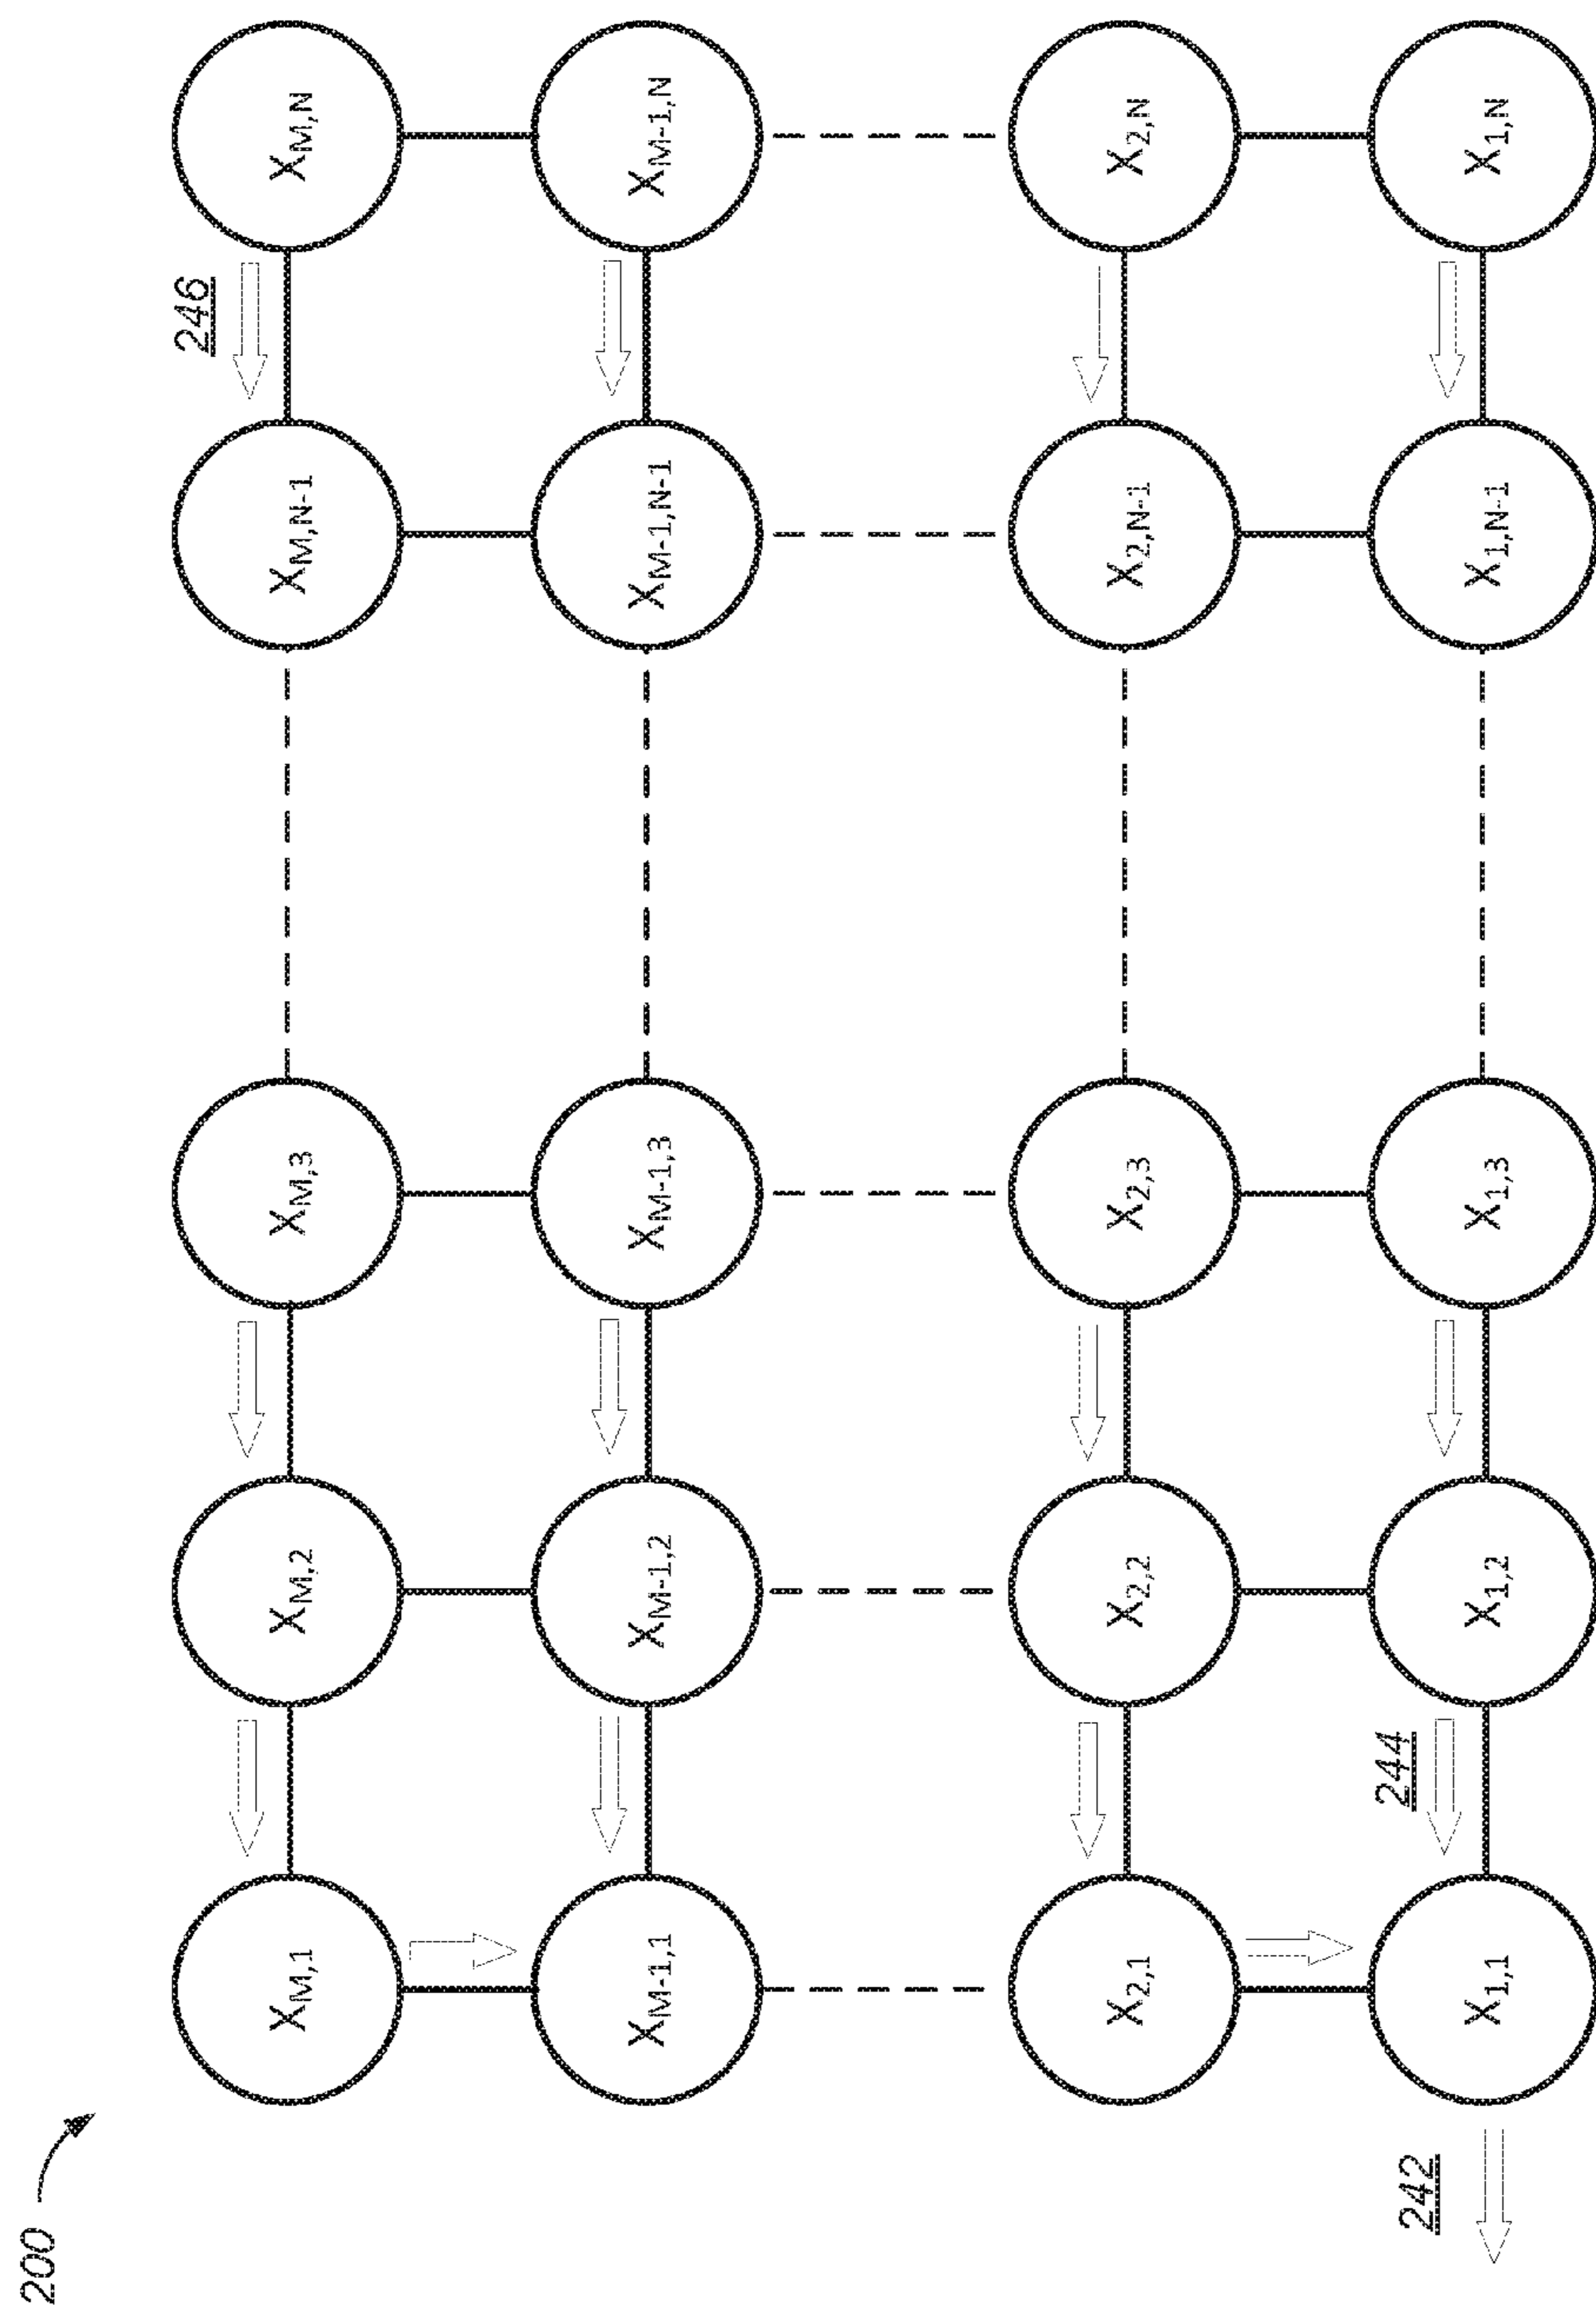 200
246
X_M,1 X_M,2 X_M,3 X_M,N-1 X_M,N
X_M-1,1 X_M-1,2 X_M-1,3 X_M-1,N-1 X_M-1,N
X_2,1 X_2,2 X_2,3 X_2,N-1 X_2,N
242 244
X_1,1 X_1,2 X_1,3 X_1,N-1 X_1,N